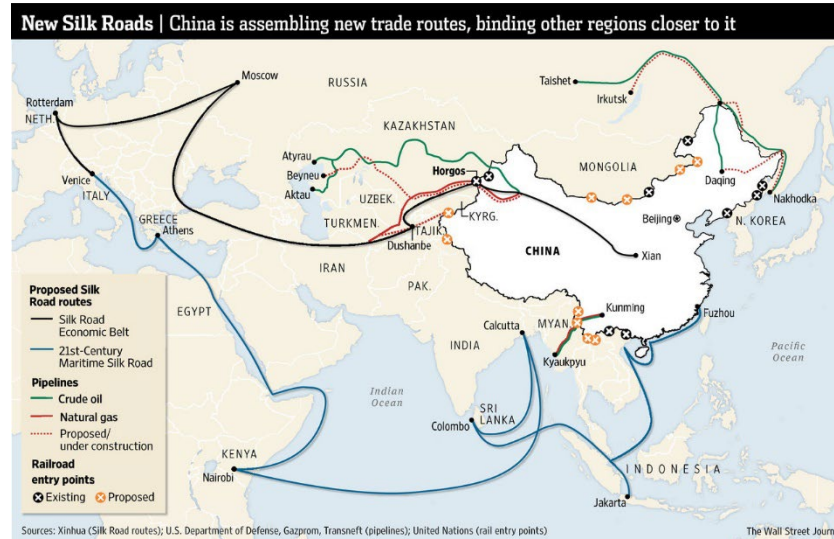 New Silk Roads | China is assembling new trade routes, binding other regions closer to it
Moscow
RUSSIA
Taishet
Irkutsk
Rotterdam
NETH.
KAZAKHSTAN
Atyrau
Beyneu
Aktau
Horgos
MONGOLIA
Daqing
Venice
ITALY
UZBEK.
Nakhodka
GREECE
Athens
TURKMEN.
KYRG.
Beijing
N. KOREA
Dushanbe
TAJIK.
CHINA
Xian
IRAN
PAK.
EGYPT
Kunming
Fuzhou
Calcutta
MYAN.
INDIA
Kyaukpyu
Pacific
Ocean
Indian
Ocean
SRI
LANKA
Colombo
KENYA
Nairobi
INDONESIA
Jakarta
Proposed Silk
Road routes
Silk Road
Economic Belt
21st-Century
Maritime Silk Road
Pipelines
Crude oil
Natural gas
Proposed/
under construction
Railroad
entry points
Existing
Proposed
Sources: Xinhua (Silk Road routes); U.S. Department of Defense, Gazprom, Transneft (pipelines); United Nations (rail entry points)
The Wall Street Jour